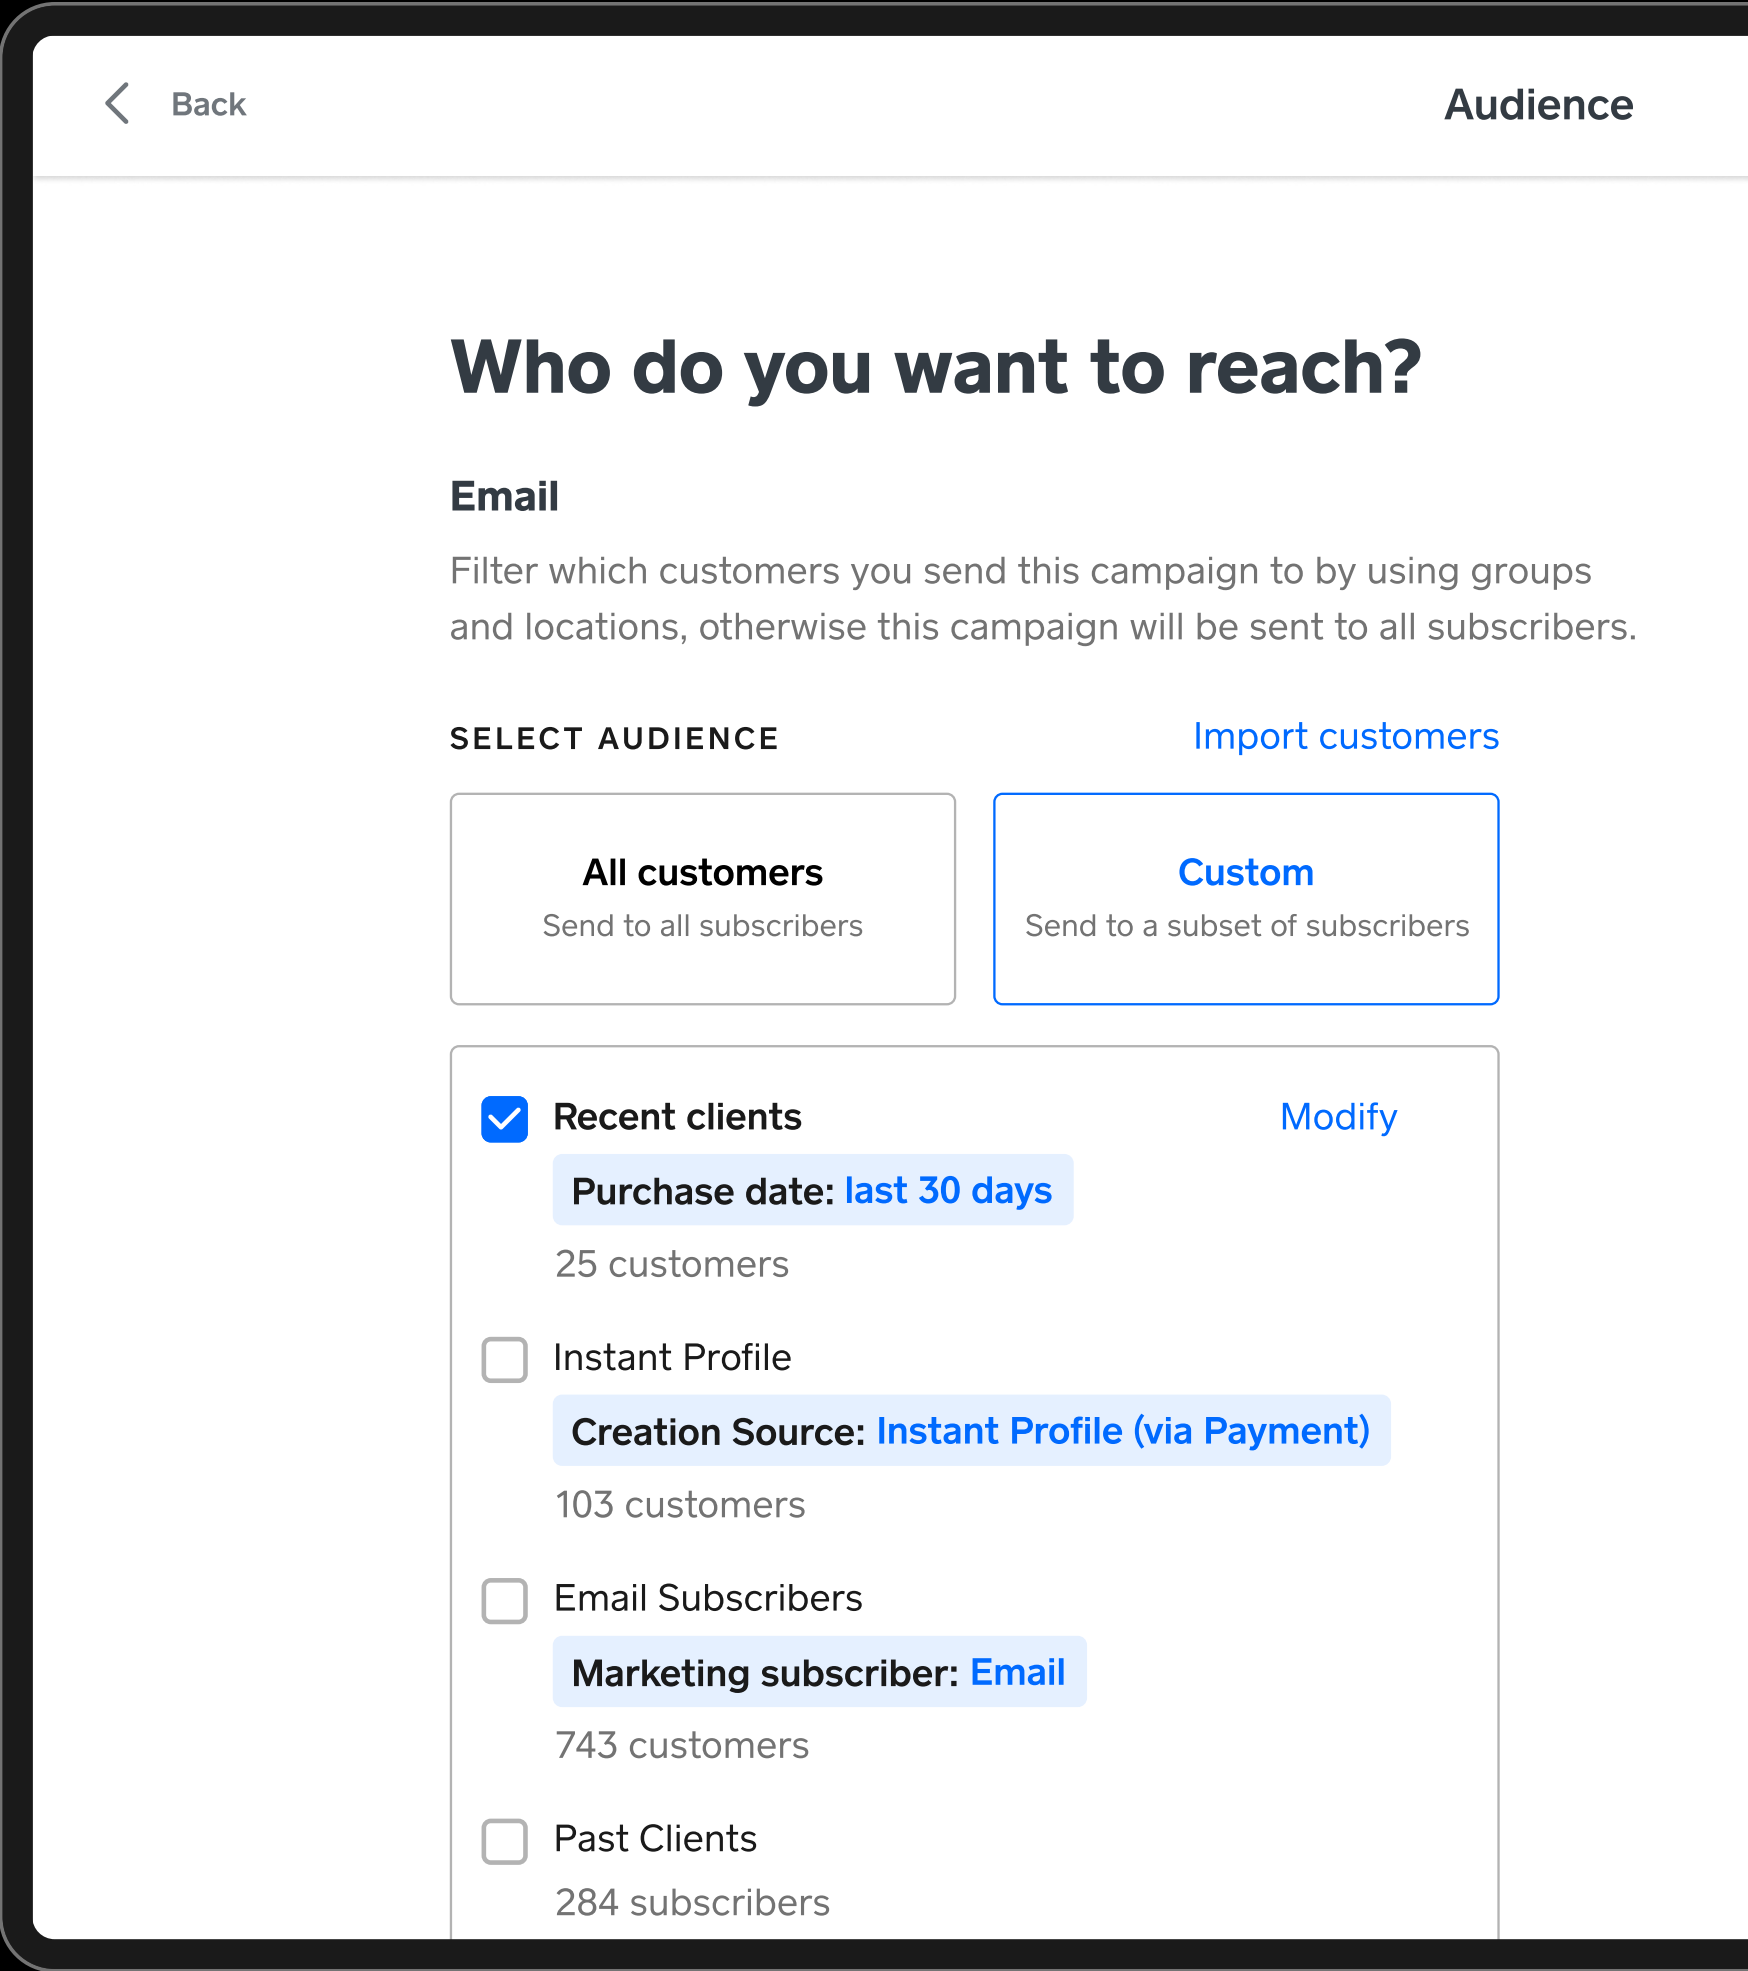 Back
Audience
Who do you want to reach?
Email
Filter which customers you send this campaign to by using groups
and locations, otherwise this campaign will be sent to all subscribers.
SELECT AUDIENCE
Import customers
All customers
Send to all subscribers
Custom
Send to a subset of subscribers
Recent clients
Modify
Purchase date: last 30 days
25 customers
Instant Profile
Creation Source: Instant Profile (via Payment)
103 customers
Email Subscribers
Marketing subscriber: Email
743 customers
Past Clients
284 subscribers